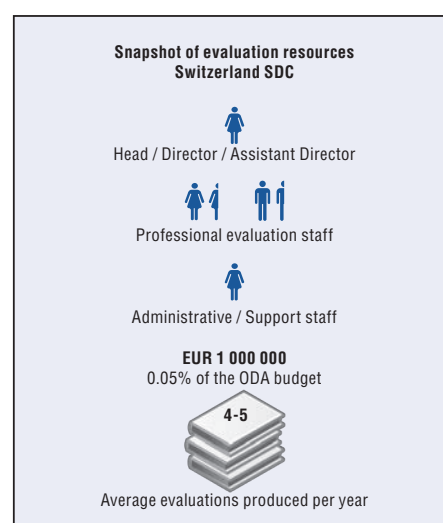 Snapshot of evaluation resources
Switzerland SDC
Head / Director / Assistant Director
Professional evaluation staff
Administrative / Support staff
EUR 1 000 000
0.05% of the ODA budget
4-5
Average evaluations produced per year